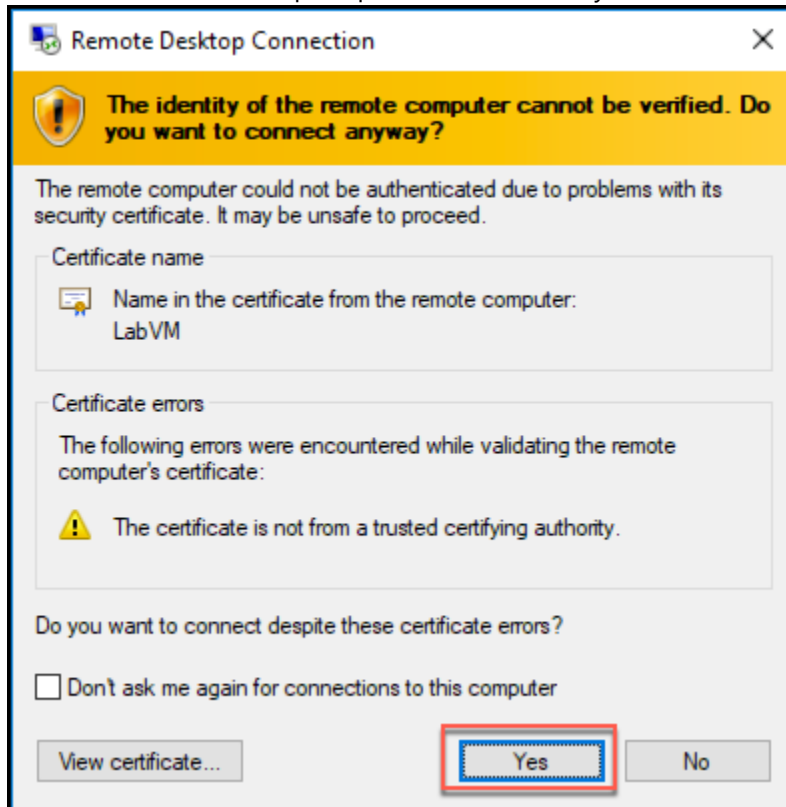 Remote Desktop Connection
The identity of the remote computer cannot be verified. Do
you want to connect anyway?
The remote computer could not be authenticated due to problems with its
security certificate. It may be unsafe to proceed.
Certificate name
Name in the certificate from the remote computer:
LabVM
Certificate errors
The following errors were encountered while validating the remote
computer's certificate:
The certificate is not from a trusted certifying authority.
Do you want to connect despite these certificate errors?
Don't ask me again for connections to this computer
View certificate...
Yes
No